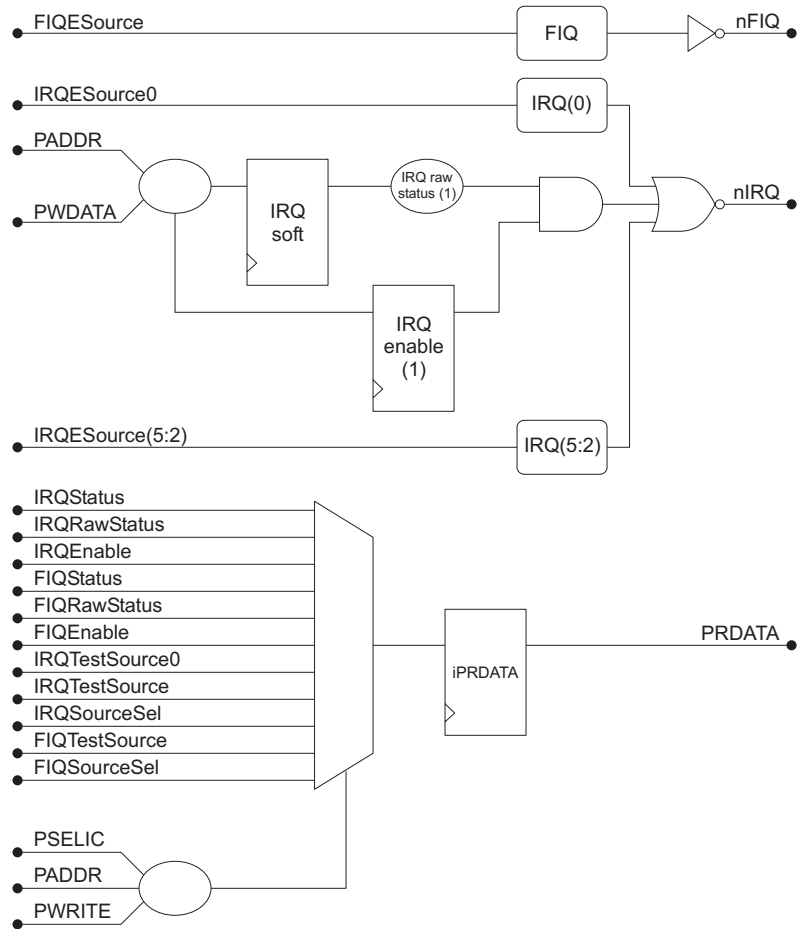 FIQESource
FIQ
nFIQ
IRQESource0
IRQ(0)
PADDR
IRQ raw
status (1)
nIRQ
PWDATA
IRQ
soft
IRQ
enable
(1)
IRQESource(5:2)
IRQ(5:2)
IRQStatus
IRQRawStatus
IRQEnable
FIQStatus
FIQRawStatus
FIQEnable
PRDATA
IRQTestSource0
iPRDATA
IRQTestSource
IRQSourceSel
FIQTestSource
FIQSourceSel
PSELIC
PADDR
PWRITE